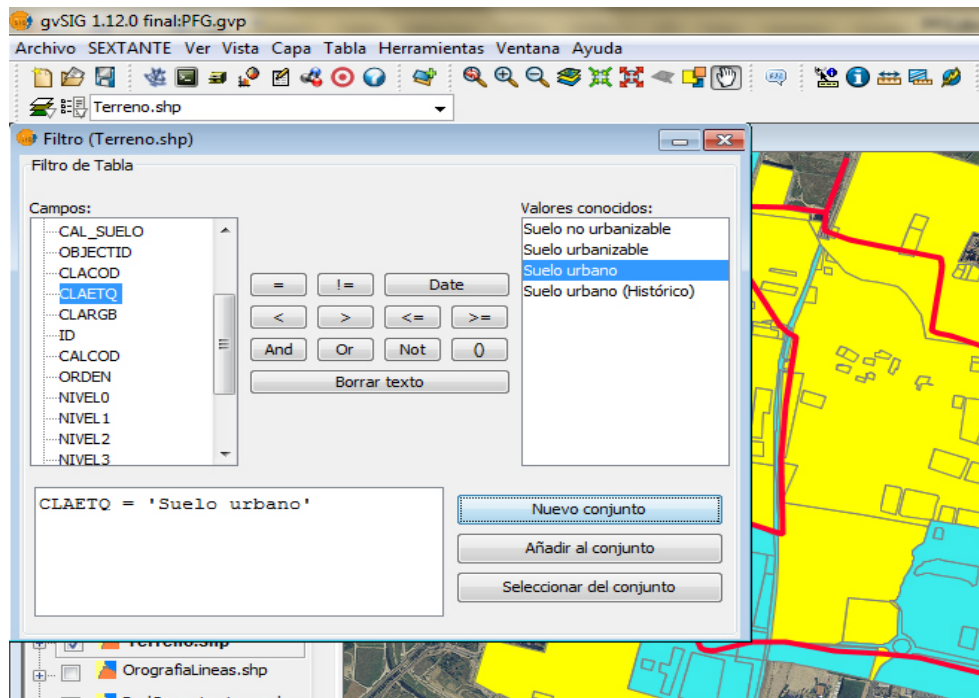 gvSIG 1.12.0 final:PFG.gvp
Archivo SEXTANTE Ver Vista Capa Tabla Herramientas Ventana Ayuda
Terreno.shp
Filtro (Terreno.shp)
Filtro de Tabla
Campos:
CAL_SUELO
OBJECTID
CLACOD
CLAETQ
CLARGB
ID
CALCOD
ORDEN
NIVEL0
NIVEL1
NIVEL2
NIVEL3
= != Date
< > <= >=
And Or Not ()
Borrar texto
Valores conocidos:
Suelo no urbanizable
Suelo urbanizable
Suelo urbano
Suelo urbano (Histórico)
CLAETQ = 'Suelo urbano'
Nuevo conjunto
Añadir al conjunto
Seleccionar del conjunto
Terreno.shp
OrografiaLineas.shp